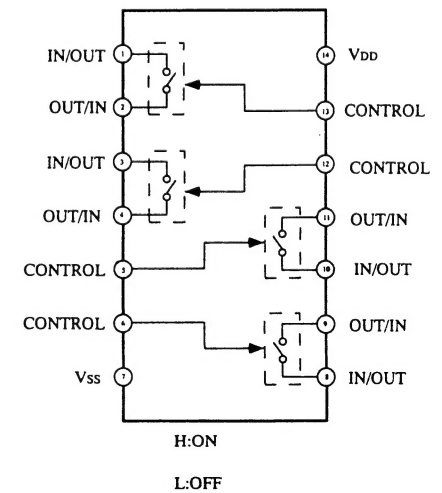 IN/OUT 1 14 VDD
OUT/IN 2 13 CONTROL
IN/OUT 3 12 CONTROL
OUT/IN 4 11 OUT/IN
CONTROL 5 10 IN/OUT
CONTROL 6 9 OUT/IN
VSS 7 8 IN/OUT
H:ON
L:OFF